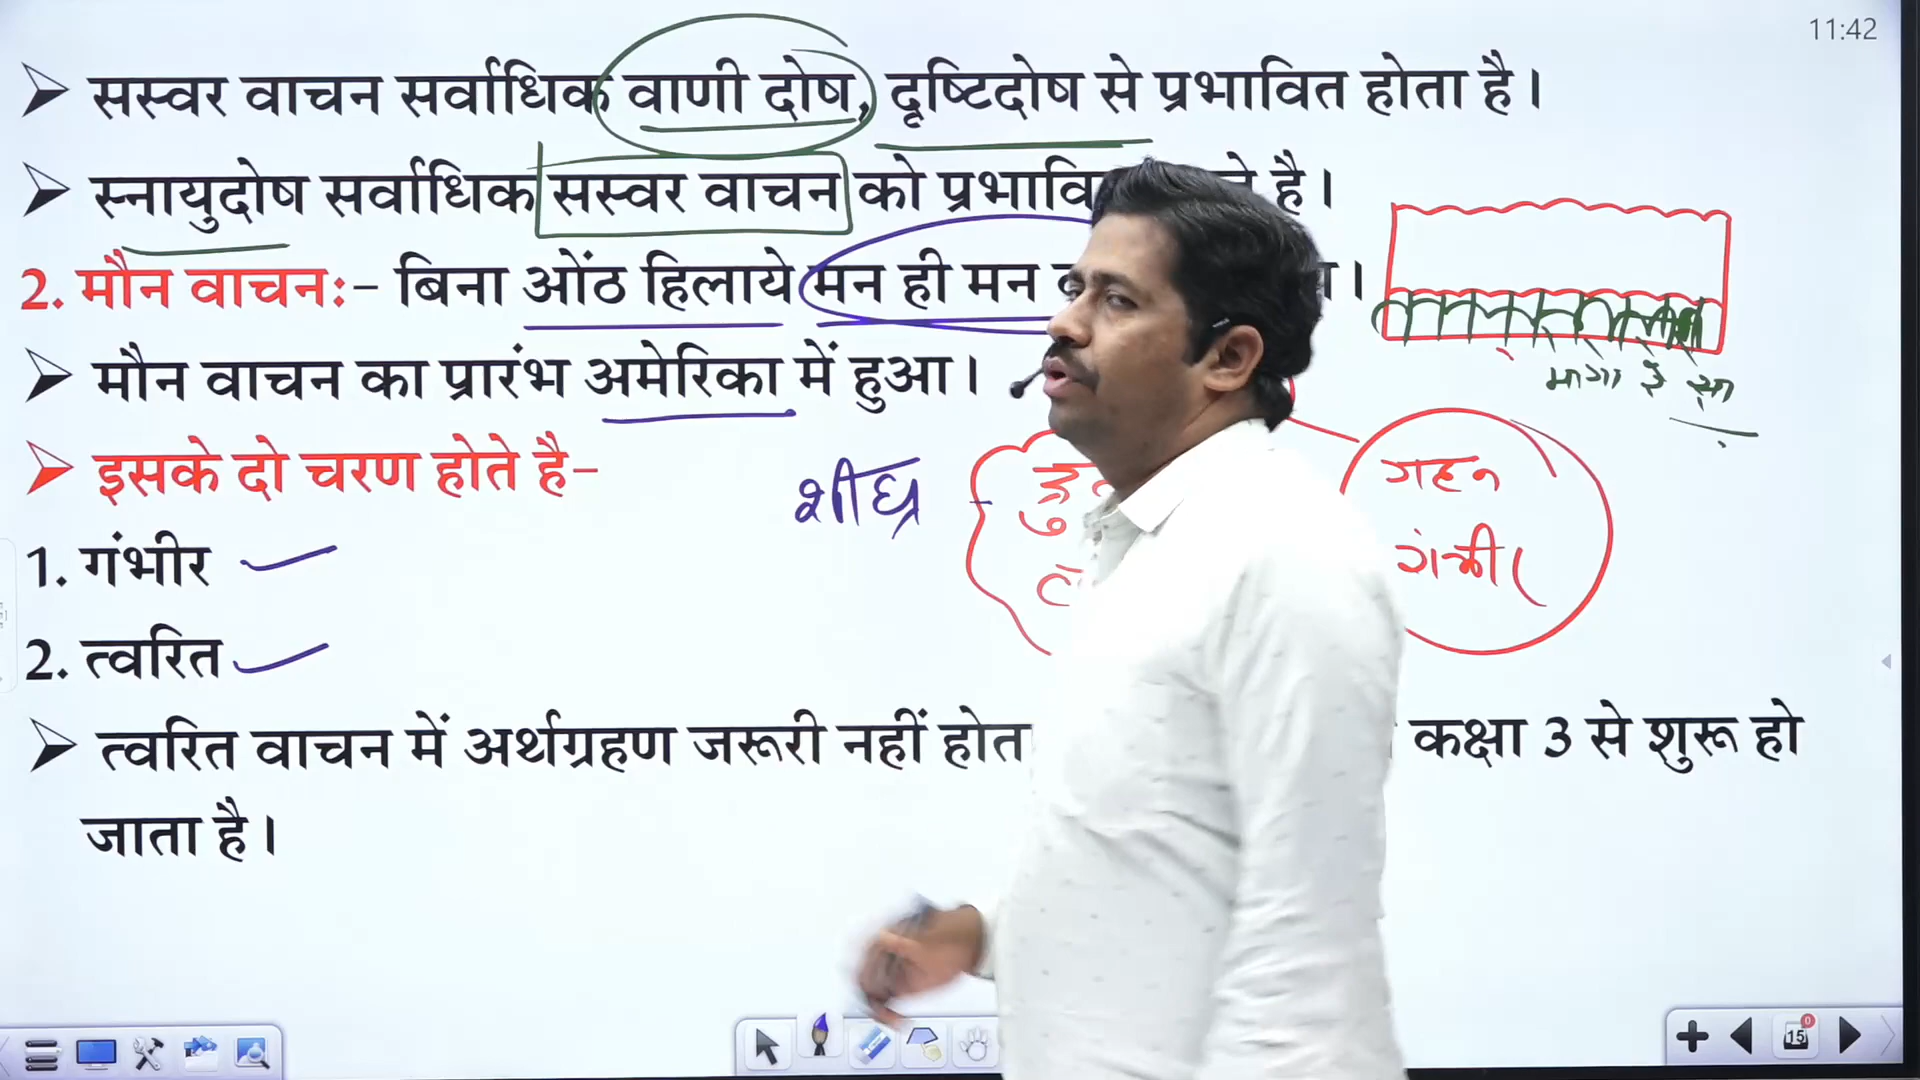 11:42
सस्वर वाचन सर्वाधिक वाणी दोष, दृष्टिदोष से प्रभावित होता है।
स्नायुदोष सर्वाधिक सस्वर वाचन को प्रभावि है।
2. मौन वाचनः- बिना ओंठ हिलाये मन ही मन
मौन वाचन का प्रारंभ अमेरिका में हुआ।
इसके दो चरण होते है-
शीघ्र
गहन
गंभीर
1. गंभीर
2. त्वरित
त्वरित वाचन में अर्थग्रहण जरूरी नहीं होत कक्षा 3 से शुरू हो
जाता है।
15